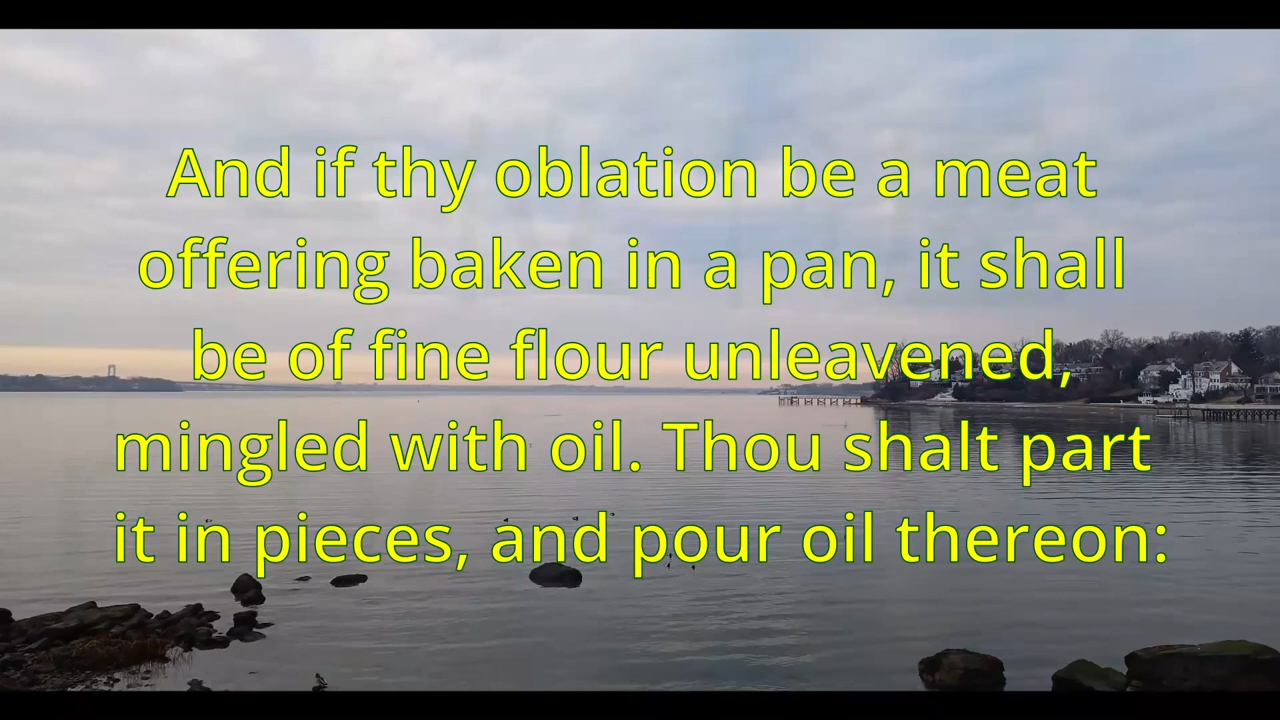 And if thy oblation be a meat
offering baken in a pan, it shall
be of fine flour unleavened,
mingled with oil. Thou shalt part
it in pieces, and pour oil thereon: